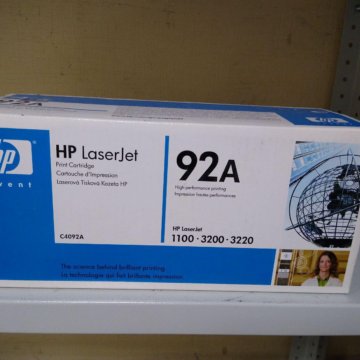 hp
invent
HP LaserJet
Print Cartridge
Cartouche d'Impression
Laserová Tisková Kazeta HP
C4092A
92A
High performance printing
Impression hautes performances
HP LaserJet
1100 · 3200 · 3220
The science behind brilliant printing
La technologie qui fait brillante impression